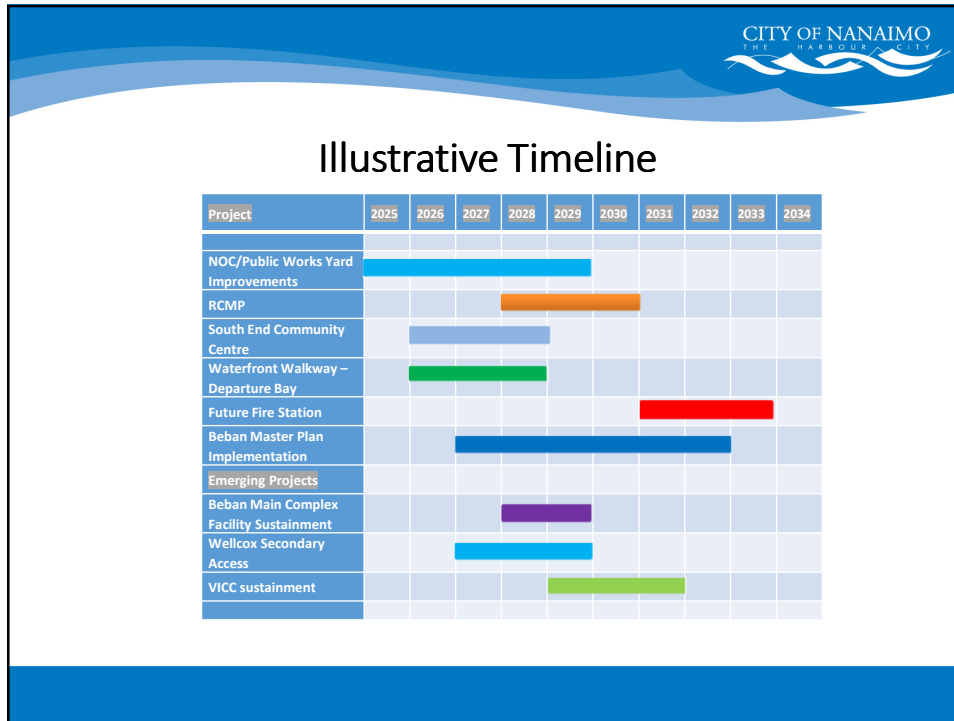 CITY OF NANAIMO
THE HARBOUR CITY
Illustrative Timeline
Project 2025 2026 2027 2028 2029 2030 2031 2032 2033 2034
NOC/Public Works Yard
Improvements
RCMP
South End Community
Centre
Waterfront Walkway –
Departure Bay
Future Fire Station
Beban Master Plan
Implementation
Emerging Projects
Beban Main Complex
Facility Sustainment
Wellcox Secondary
Access
VICC sustainment